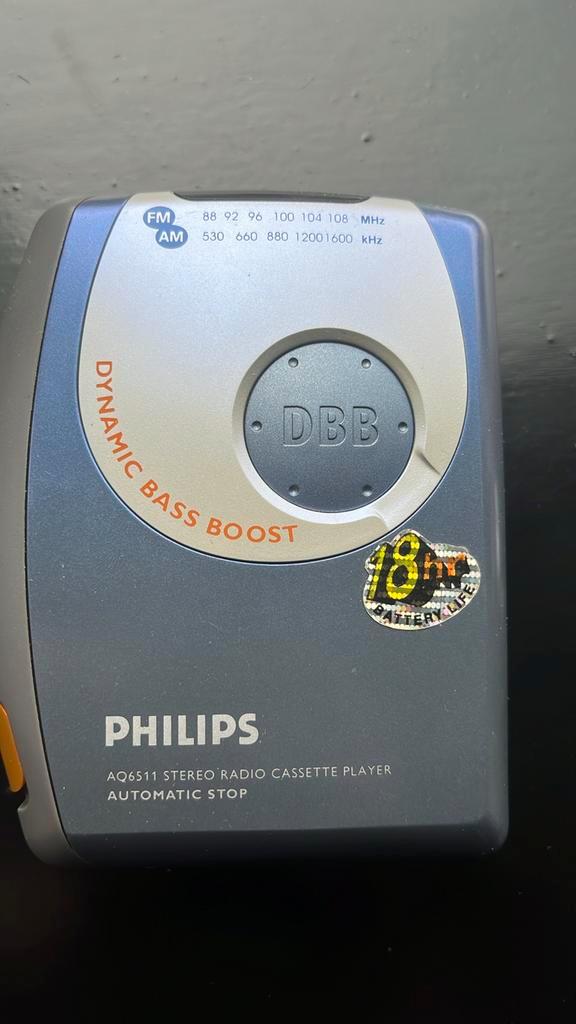 FM 88 92 96 100 104 108 MHz
AM 530 660 880 1200 1600 kHz
DBB
DYNAMIC BASS BOOST
18hr
BATTERY LIFE
PHILIPS
AQ6511 STEREO RADIO CASSETTE PLAYER
AUTOMATIC STOP